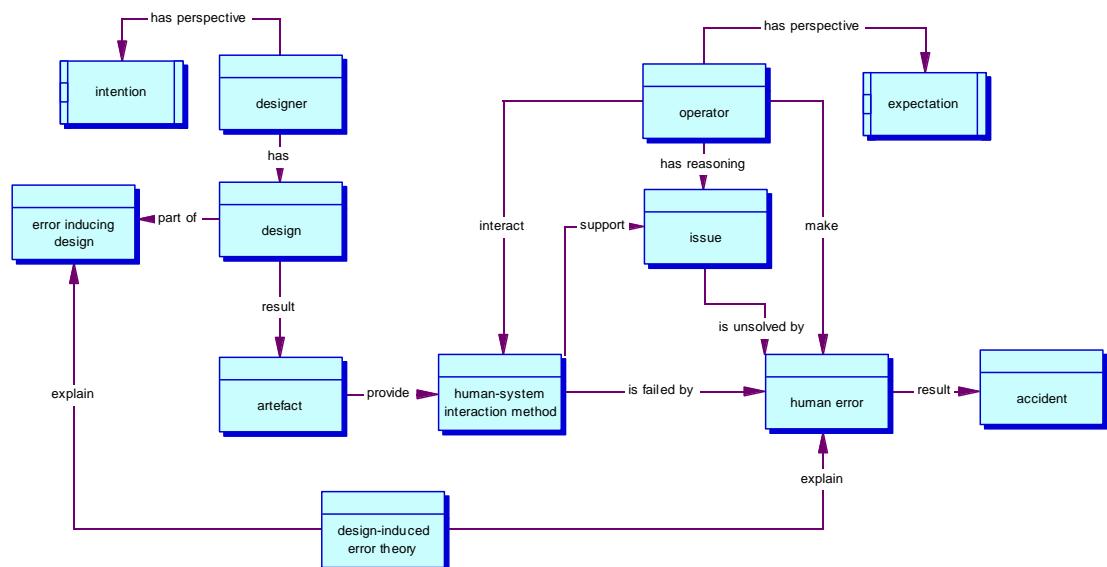 has perspective
has perspective
intention
designer
operator
expectation
has
has reasoning
error inducing
design
part of
design
interact
support
issue
make
result
is unsolved by
explain
artefact
provide
human-system
interaction method
is failed by
human error
result
accident
explain
design-induced
error theory